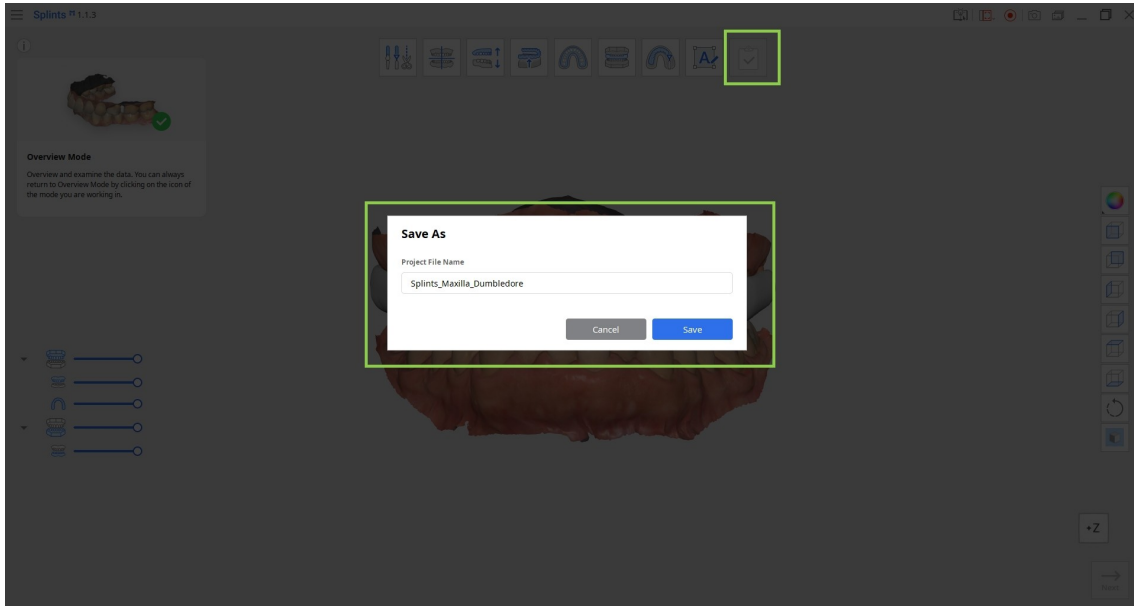 Splints 1.1.3
Overview Mode
Overview and examine the data. You can always
return to Overview Mode by clicking on the icon of
the mode you are working in.
Save As
Project File Name
Splints_Maxilla_Dumbledore
Cancel
Save
+Z
Next